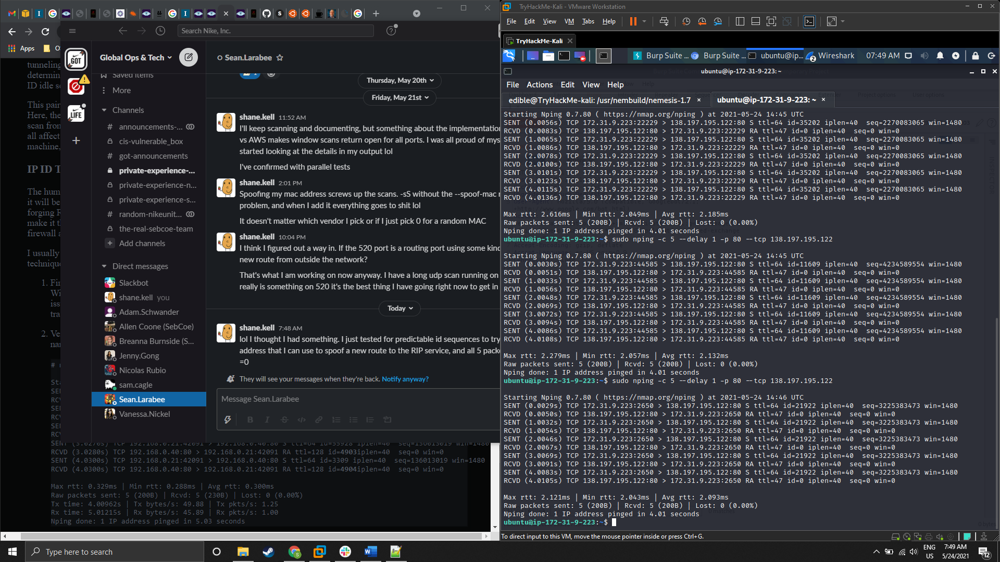 Search Nike, Inc.
Apps
tunneling
determin
ID idle sc
This pair
Here, the
scan from
all affect
machine,
IP ID T
The hum
it will be
forging R
make it th
firewall a
I usually
technique
1. Fin
Wi
iss
tra
2. Ve
nar
GOT
LIFE
Global Ops & Tech
Saved items
More
Channels
# announcements-...
cis-vulnerable_box
# got-announcements
private-experience-...
private-experience-n...
private-experience-s...
# random-nikeunit...
the-real-sebcoe-team
Add channels
Direct messages
Slackbot
shane.kell you
Adam.Schwander
Allen Coone (SebCoe)
Breanna Burnside (S...
Jenny.Gong
Nicolas Rubio
sam.cagle
Sean.Larabee
Vanessa.Nickel
Sean.Larabee
Thursday, May 20th
Friday, May 21st
shane.kell 11:52 AM
I'll keep scanning and documenting, but something about the implementation
vs AWS makes window scans return open for all ports. I was all proud of mys
started looking at the details in my output lol
I've confirmed with parallel tests
shane.kell 2:01 PM
Spoofing my mac address screws up the scans. -sS without the --spoof-mac r
problem, and when I add it everything goes to shit lol
It doesn't matter which vendor I pick or if I just pick 0 for a random MAC
shane.kell 10:04 PM
I think I figured out a way in. If the 520 port is a routing port using some kind
new route from outside the network?
That's what I am working on now anyway. I have a long udp scan running on
really is something on 520 it's the best thing I have going right now to get in
Today
shane.kell 7:48 AM
lol I thought I had something. I just tested for predictable id sequences to try
address that I can use to spoof a new route to the RIP service, and all 5 packe
=0
They will see your messages when they're back. Notify anyway?
Message Sean.Larabee
SENT (3.0270s) TCP 192.168.0.21:42091 > 192.168.0.40:80 S ttl=64 id=53928 iplen=40 seq=136013019 win=1480
RCVD (3.0280s) TCP 192.168.0.40:80 > 192.168.0.21:42091 RA ttl=128 id=4903iplen=40 seq=0 win=0
SENT (4.0300s) TCP 192.168.0.21:42091 > 192.168.0.40:80 S ttl=64 id=3309 iplen=40 seq=136013019 win=1480
RCVD (4.0300s) TCP 192.168.0.40:80 > 192.168.0.21:42091 RA ttl=128 id=4904iplen=40 seq=0 win=0
Max rtt: 0.329ms | Min rtt: 0.288ms | Avg rtt: 0.300ms
Raw packets sent: 5 (200B) | Rcvd: 5 (230B) | Lost: 0 (0.00%)
Tx time: 4.00962s | Tx bytes/s: 49.88 | Tx pkts/s: 1.25
Rx time: 5.01215s | Rx bytes/s: 45.89 | Rx pkts/s: 1.00
Nping done: 1 IP address pinged in 5.03 seconds
TryHackMe-Kali - VMware Workstation
File Edit View VM Tabs Help
TryHackMe-Kali
Burp Suite ... Burp Suite ... ubuntu@ip... Wireshark 07:49 AM
ubuntu@ip-172-31-9-223:~
File Actions Edit View Help
edible@TryHackMe-kali: /usr/nembuild/nemesis-1.7
ubuntu@ip-172-31-9-223: ~
Starting Nping 0.7.80 ( https://nmap.org/nping ) at 2021-05-24 14:45 UTC
SENT (0.0056s) TCP 172.31.9.223:22229 > 138.197.195.122:80 S ttl=64 id=35202 iplen=40 seq=2270083065 win=1480
RCVD (0.0083s) TCP 138.197.195.122:80 > 172.31.9.223:22229 RA ttl=47 id=0 iplen=40 seq=0 win=0
SENT (1.0065s) TCP 172.31.9.223:22229 > 138.197.195.122:80 S ttl=64 id=35202 iplen=40 seq=2270083065 win=1480
RCVD (1.0086s) TCP 138.197.195.122:80 > 172.31.9.223:22229 RA ttl=47 id=0 iplen=40 seq=0 win=0
SENT (2.0078s) TCP 172.31.9.223:22229 > 138.197.195.122:80 S ttl=64 id=35202 iplen=40 seq=2270083065 win=1480
RCVD (2.0100s) TCP 138.197.195.122:80 > 172.31.9.223:22229 RA ttl=47 id=0 iplen=40 seq=0 win=0
SENT (3.0101s) TCP 172.31.9.223:22229 > 138.197.195.122:80 S ttl=64 id=35202 iplen=40 seq=2270083065 win=1480
RCVD (3.0123s) TCP 138.197.195.122:80 > 172.31.9.223:22229 RA ttl=47 id=0 iplen=40 seq=0 win=0
SENT (4.0115s) TCP 172.31.9.223:22229 > 138.197.195.122:80 S ttl=64 id=35202 iplen=40 seq=2270083065 win=1480
RCVD (4.0136s) TCP 138.197.195.122:80 > 172.31.9.223:22229 RA ttl=47 id=0 iplen=40 seq=0 win=0
Max rtt: 2.616ms | Min rtt: 2.049ms | Avg rtt: 2.185ms
Raw packets sent: 5 (200B) | Rcvd: 5 (200B) | Lost: 0 (0.00%)
Nping done: 1 IP address pinged in 4.01 seconds
ubuntu@ip-172-31-9-223:~$ sudo nping -c 5 --delay 1 -p 80 --tcp 138.197.195.122
Starting Nping 0.7.80 ( https://nmap.org/nping ) at 2021-05-24 14:45 UTC
SENT (0.0030s) TCP 172.31.9.223:44585 > 138.197.195.122:80 S ttl=64 id=11609 iplen=40 seq=4234589554 win=1480
RCVD (0.0051s) TCP 138.197.195.122:80 > 172.31.9.223:44585 RA ttl=47 id=0 iplen=40 seq=0 win=0
SENT (1.0033s) TCP 172.31.9.223:44585 > 138.197.195.122:80 S ttl=64 id=11609 iplen=40 seq=4234589554 win=1480
RCVD (1.0056s) TCP 138.197.195.122:80 > 172.31.9.223:44585 RA ttl=47 id=0 iplen=40 seq=0 win=0
SENT (2.0048s) TCP 172.31.9.223:44585 > 138.197.195.122:80 S ttl=64 id=11609 iplen=40 seq=4234589554 win=1480
RCVD (2.0069s) TCP 138.197.195.122:80 > 172.31.9.223:44585 RA ttl=47 id=0 iplen=40 seq=0 win=0
SENT (3.0072s) TCP 172.31.9.223:44585 > 138.197.195.122:80 S ttl=64 id=11609 iplen=40 seq=4234589554 win=1480
RCVD (3.0094s) TCP 138.197.195.122:80 > 172.31.9.223:44585 RA ttl=47 id=0 iplen=40 seq=0 win=0
SENT (4.0086s) TCP 172.31.9.223:44585 > 138.197.195.122:80 S ttl=64 id=11609 iplen=40 seq=4234589554 win=1480
RCVD (4.0108s) TCP 138.197.195.122:80 > 172.31.9.223:44585 RA ttl=47 id=0 iplen=40 seq=0 win=0
Max rtt: 2.279ms | Min rtt: 2.057ms | Avg rtt: 2.132ms
Raw packets sent: 5 (200B) | Rcvd: 5 (200B) | Lost: 0 (0.00%)
Nping done: 1 IP address pinged in 4.01 seconds
ubuntu@ip-172-31-9-223:~$ sudo nping -c 5 --delay 1 -p 80 --tcp 138.197.195.122
Starting Nping 0.7.80 ( https://nmap.org/nping ) at 2021-05-24 14:46 UTC
SENT (0.0029s) TCP 172.31.9.223:2650 > 138.197.195.122:80 S ttl=64 id=21922 iplen=40 seq=3225383473 win=1480
RCVD (0.0050s) TCP 138.197.195.122:80 > 172.31.9.223:2650 RA ttl=47 id=0 iplen=40 seq=0 win=0
SENT (1.0032s) TCP 172.31.9.223:2650 > 138.197.195.122:80 S ttl=64 id=21922 iplen=40 seq=3225383473 win=1480
RCVD (1.0054s) TCP 138.197.195.122:80 > 172.31.9.223:2650 RA ttl=47 id=0 iplen=40 seq=0 win=0
SENT (2.0046s) TCP 172.31.9.223:2650 > 138.197.195.122:80 S ttl=64 id=21922 iplen=40 seq=3225383473 win=1480
RCVD (2.0067s) TCP 138.197.195.122:80 > 172.31.9.223:2650 RA ttl=47 id=0 iplen=40 seq=0 win=0
SENT (3.0069s) TCP 172.31.9.223:2650 > 138.197.195.122:80 S ttl=64 id=21922 iplen=40 seq=3225383473 win=1480
RCVD (3.0091s) TCP 138.197.195.122:80 > 172.31.9.223:2650 RA ttl=47 id=0 iplen=40 seq=0 win=0
SENT (4.0083s) TCP 172.31.9.223:2650 > 138.197.195.122:80 S ttl=64 id=21922 iplen=40 seq=3225383473 win=1480
RCVD (4.0105s) TCP 138.197.195.122:80 > 172.31.9.223:2650 RA ttl=47 id=0 iplen=40 seq=0 win=0
Max rtt: 2.121ms | Min rtt: 2.043ms | Avg rtt: 2.093ms
Raw packets sent: 5 (200B) | Rcvd: 5 (200B) | Lost: 0 (0.00%)
Nping done: 1 IP address pinged in 4.01 seconds
ubuntu@ip-172-31-9-223:~$
To direct input to this VM, move the mouse pointer inside or press Ctrl+G.
Type here to search
ENG
US
7:49 AM
5/24/2021
12